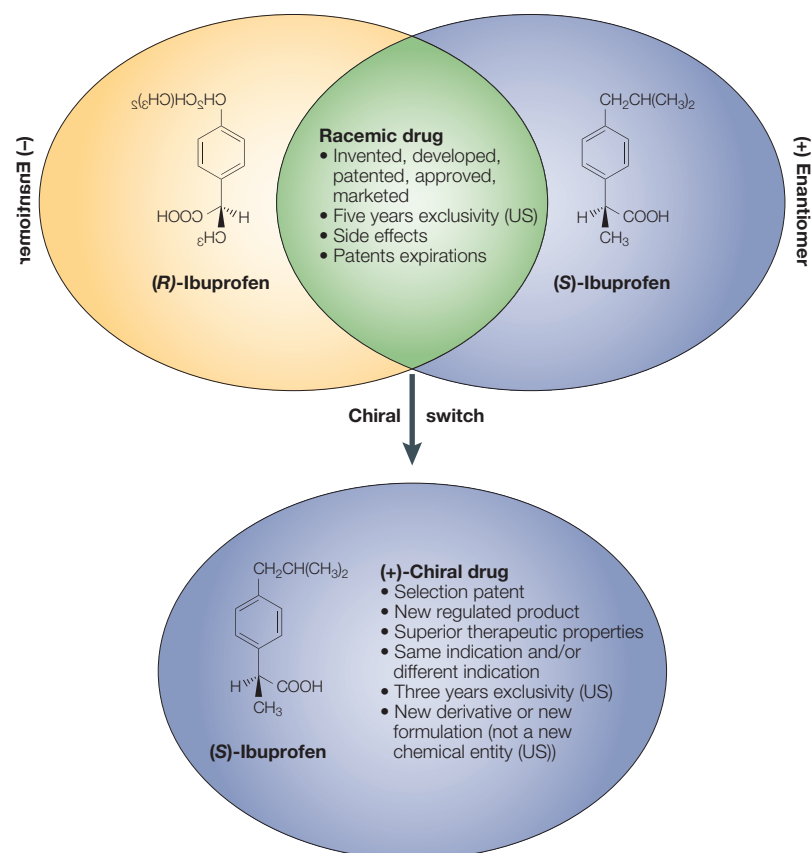 (–) Enantiomer
CH₂CH(CH₃)₂
H
COOH
CH₃
(R)-Ibuprofen
Racemic drug
• Invented, developed,
patented, approved,
marketed
• Five years exclusivity (US)
• Side effects
• Patents expirations
CH₂CH(CH₃)₂
H
COOH
CH₃
(S)-Ibuprofen
(+) Enantiomer
Chiral switch
CH₂CH(CH₃)₂
H
COOH
CH₃
(S)-Ibuprofen
(+)-Chiral drug
• Selection patent
• New regulated product
• Superior therapeutic properties
• Same indication and/or
different indication
• Three years exclusivity (US)
• New derivative or new
formulation (not a new
chemical entity (US))